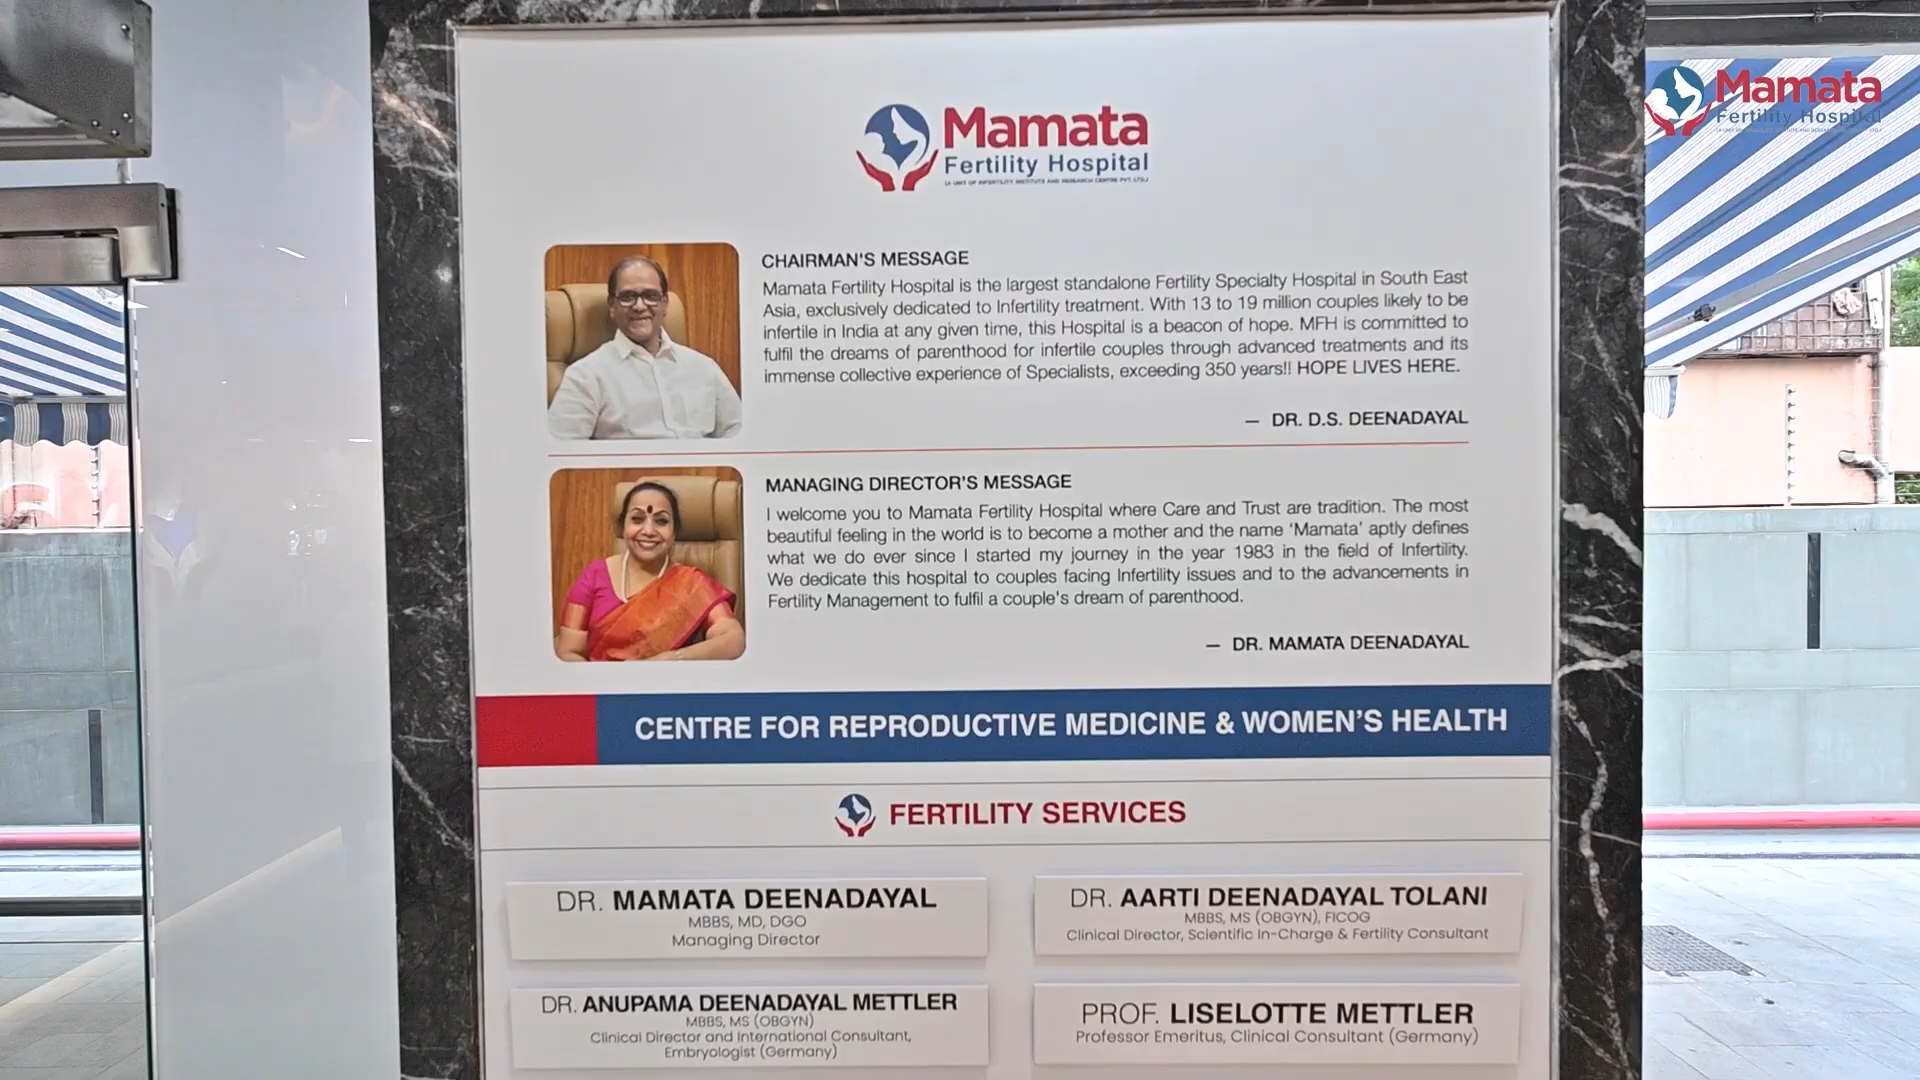 Mamata
Fertility Hospital
(A UNIT OF INFERTILITY INSTITUTE AND RESEARCH CENTRE PVT. LTD.)
Mamata
Fertility Hospital
CHAIRMAN'S MESSAGE
Mamata Fertility Hospital is the largest standalone Fertility Specialty Hospital in South East
Asia, exclusively dedicated to Infertility treatment. With 13 to 19 million couples likely to be
infertile in India at any given time, this Hospital is a beacon of hope. MFH is committed to
fulfil the dreams of parenthood for infertile couples through advanced treatments and its
immense collective experience of Specialists, exceeding 350 years!! HOPE LIVES HERE.
— DR. D.S. DEENADAYAL
MANAGING DIRECTOR'S MESSAGE
I welcome you to Mamata Fertility Hospital where Care and Trust are tradition. The most
beautiful feeling in the world is to become a mother and the name ‘Mamata’ aptly defines
what we do ever since I started my journey in the year 1983 in the field of Infertility.
We dedicate this hospital to couples facing Infertility issues and to the advancements in
Fertility Management to fulfil a couple's dream of parenthood.
— DR. MAMATA DEENADAYAL
CENTRE FOR REPRODUCTIVE MEDICINE & WOMEN’S HEALTH
FERTILITY SERVICES
DR. MAMATA DEENADAYAL
MBBS, MD, DGO
Managing Director
DR. AARTI DEENADAYAL TOLANI
MBBS, MS (OBGYN), FICOG
Clinical Director, Scientific In-Charge & Fertility Consultant
DR. ANUPAMA DEENADAYAL METTLER
MBBS, MS (OBGYN)
Clinical Director and International Consultant,
Embryologist (Germany)
PROF. LISELOTTE METTLER
Professor Emeritus, Clinical Consultant (Germany)